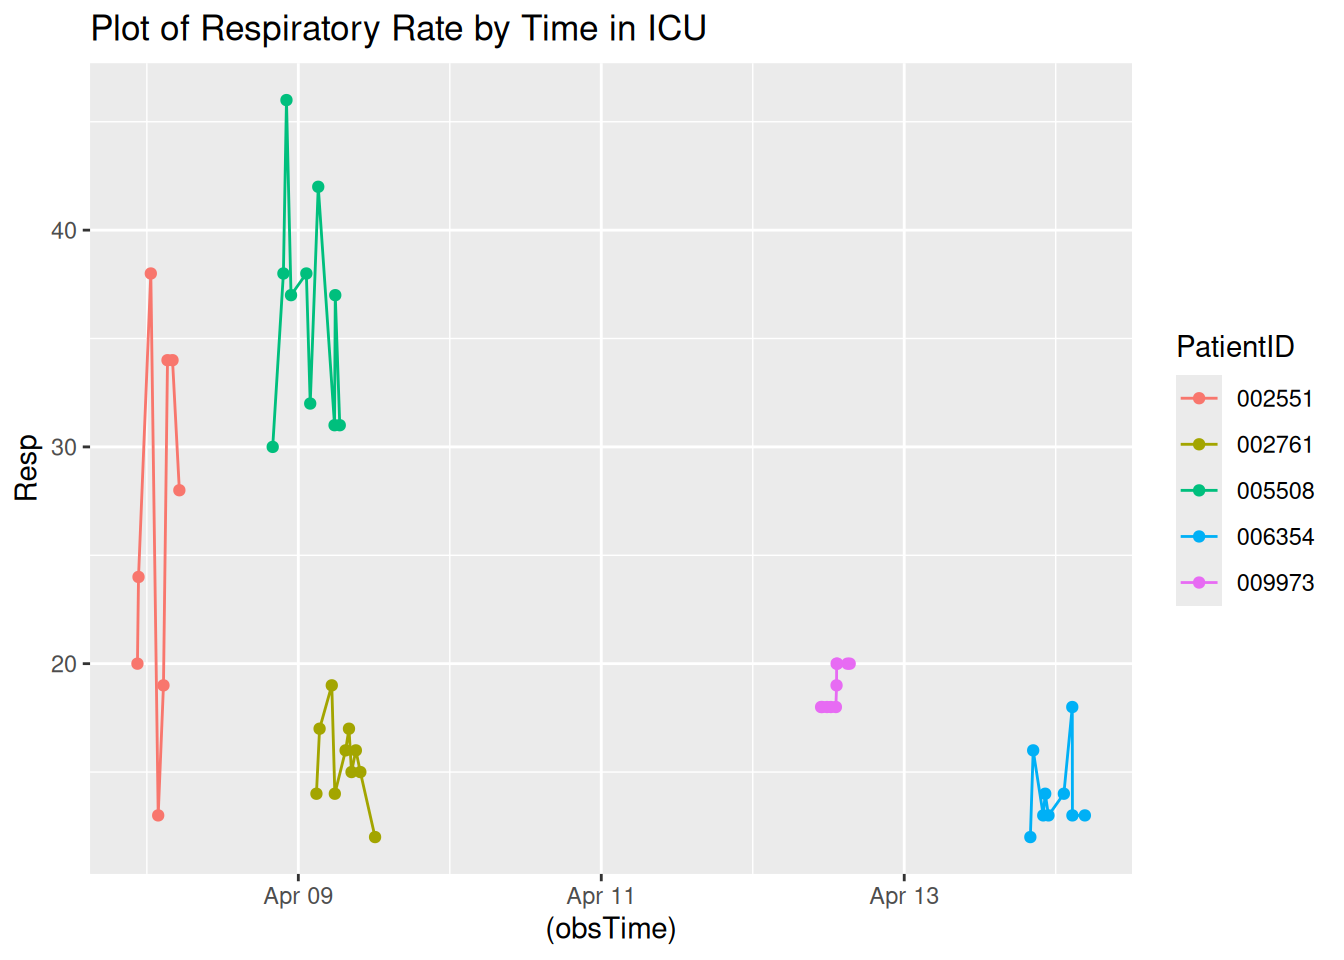 Plot of Respiratory Rate by Time in ICU
Resp
40
30
20
Apr 09
Apr 11
Apr 13
(obsTime)
PatientID
002551
002761
005508
006354
009973